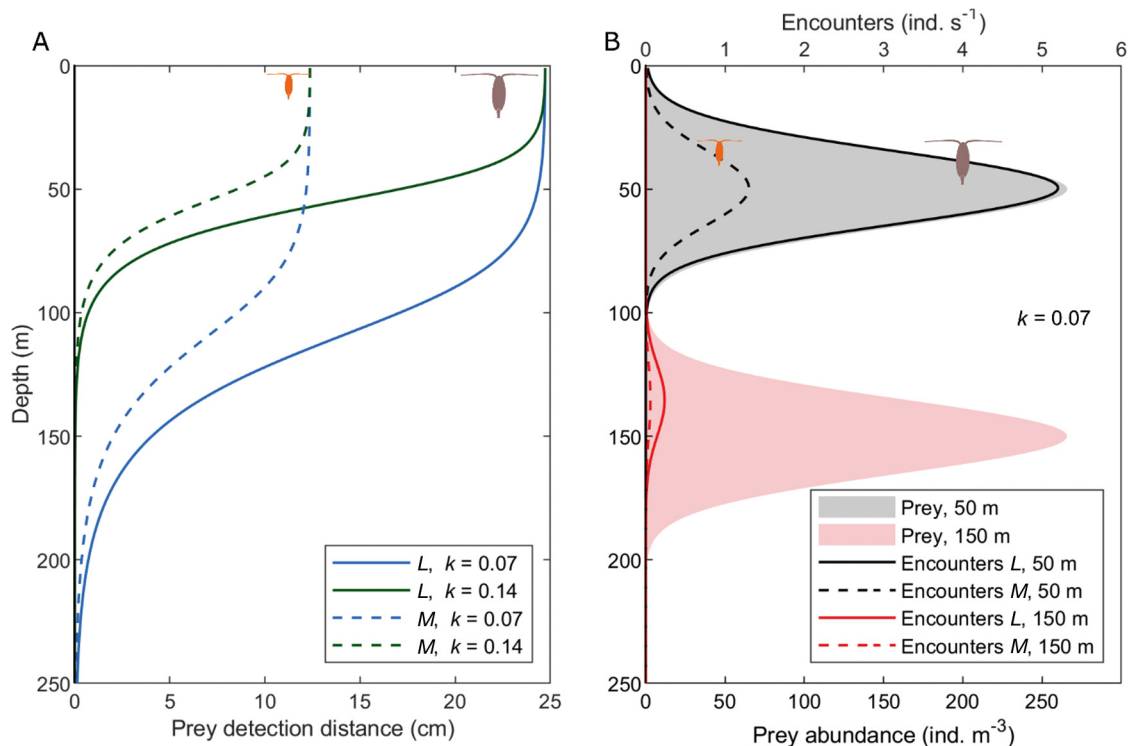 A
0
50
100
150
200
250
Depth (m)
0 5 10 15 20 25
Prey detection distance (cm)
L, k = 0.07
L, k = 0.14
M, k = 0.07
M, k = 0.14
B
Encounters (ind. s⁻¹)
0 1 2 3 4 5 6
0
50
100
150
200
250
k = 0.07
Prey, 50 m
Prey, 150 m
Encounters L, 50 m
Encounters M, 50 m
Encounters L, 150 m
Encounters M, 150 m
0 50 100 150 200 250 300
Prey abundance (ind. m⁻³)